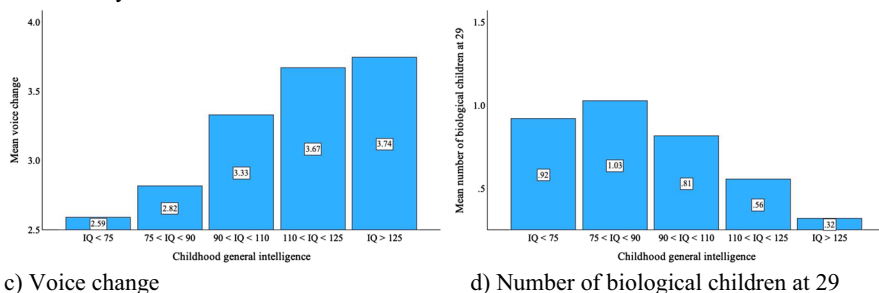 4.0
3.5
3.0
2.5
Mean voice change
2.59
2.82
3.33
3.67
3.74
IQ < 75
75 < IQ < 90
90 < IQ < 110
110 < IQ < 125
IQ > 125
Childhood general intelligence
c) Voice change
1.0
.5
Mean number of biological children at 29
.92
1.03
.81
.56
.32
IQ < 75
75 < IQ < 90
90 < IQ < 110
110 < IQ < 125
IQ > 125
Childhood general intelligence
d) Number of biological children at 29